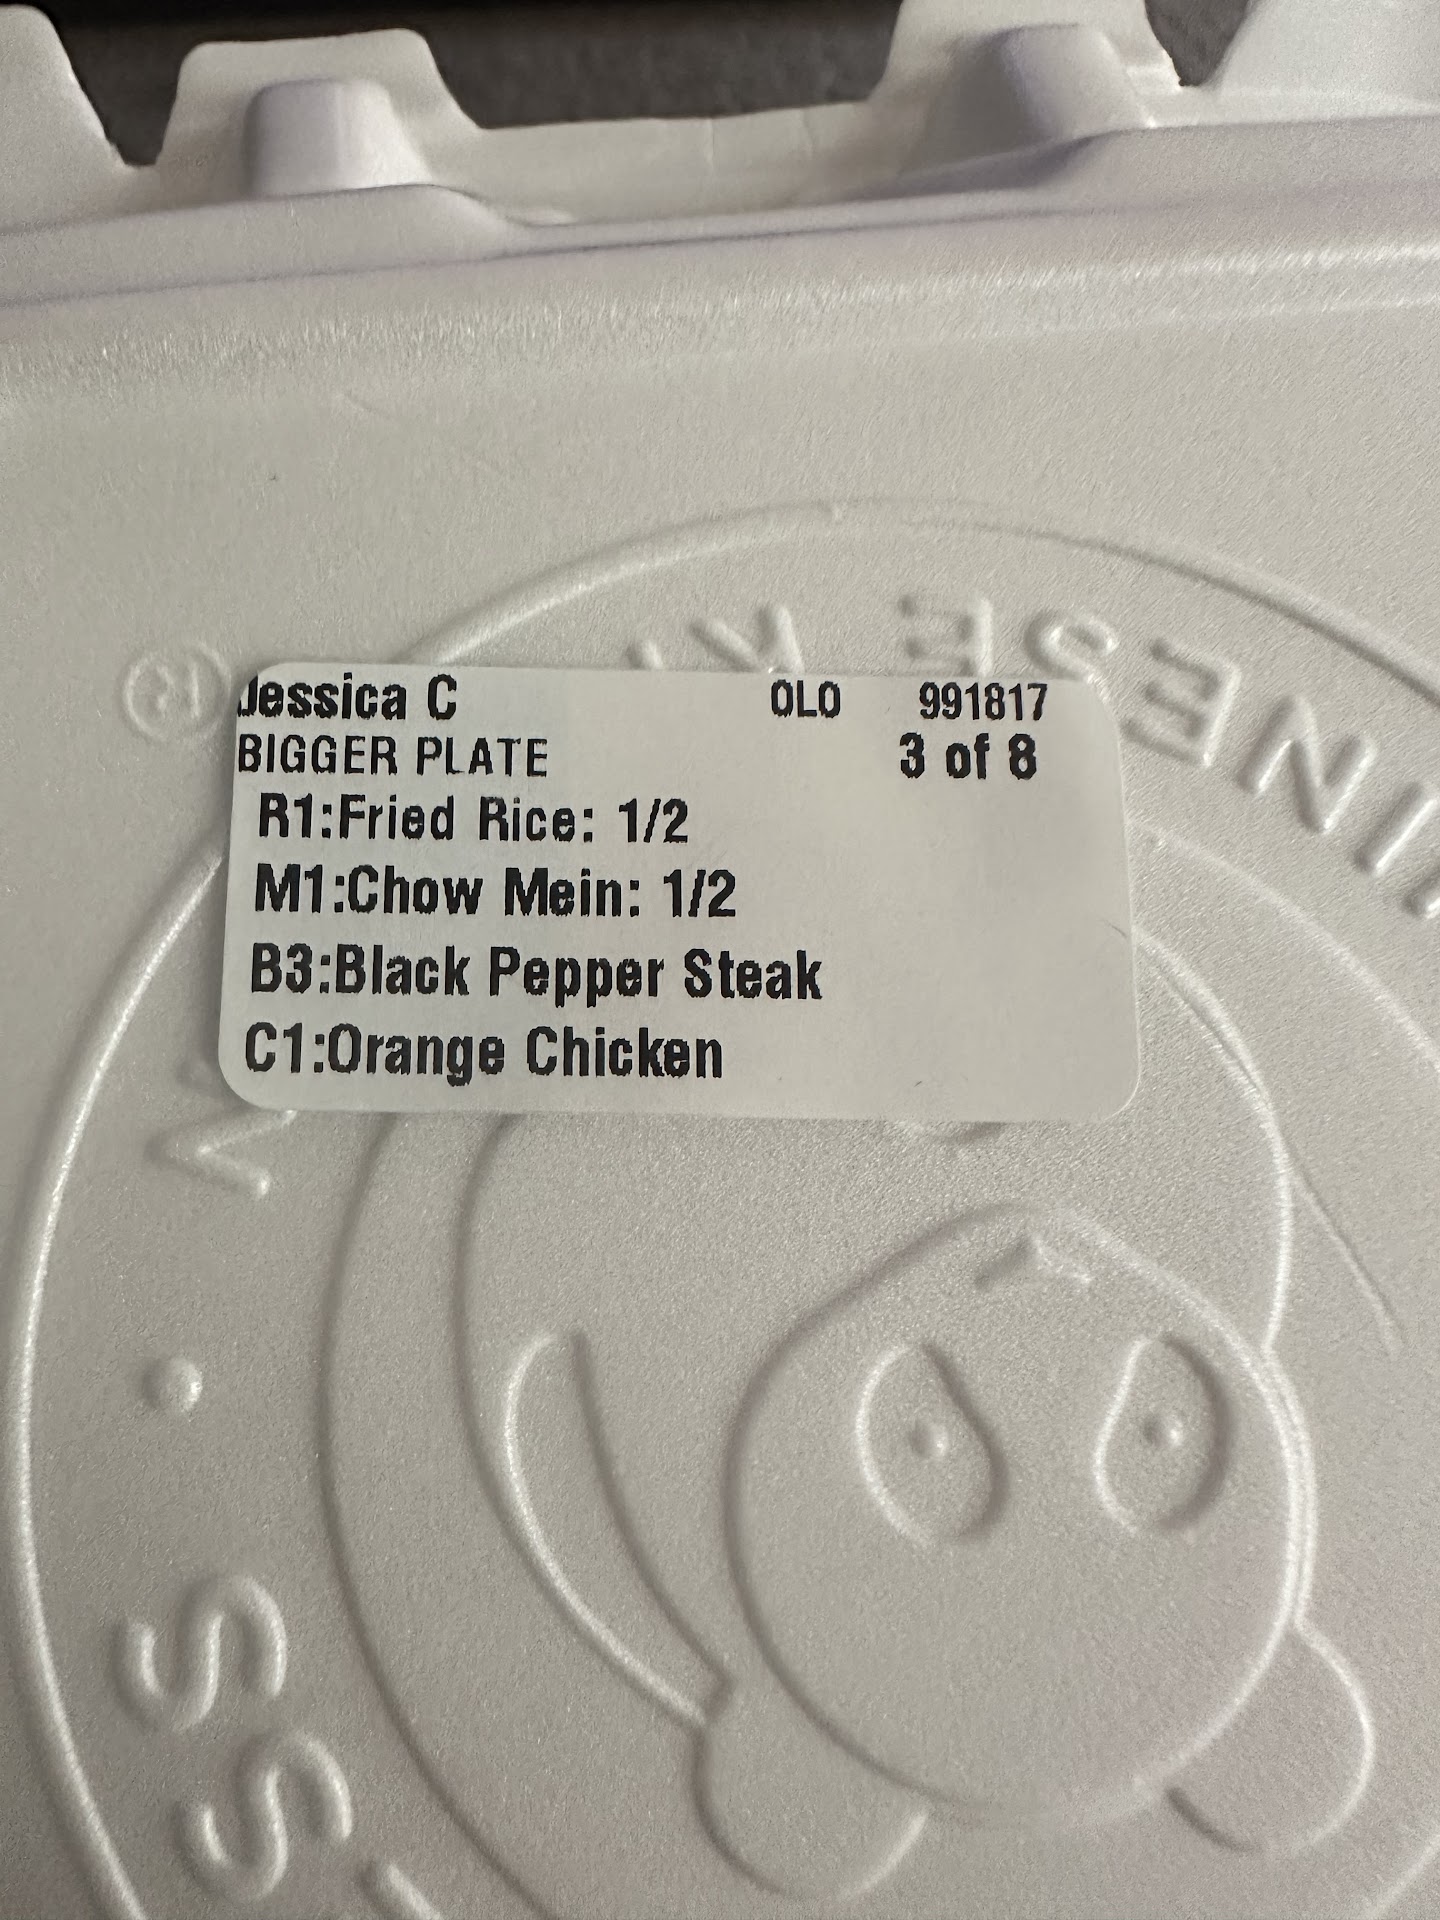 Jessica C OLO 991817
BIGGER PLATE 3 of 8
R1:Fried Rice: 1/2
M1:Chow Mein: 1/2
B3:Black Pepper Steak
C1:Orange Chicken
®